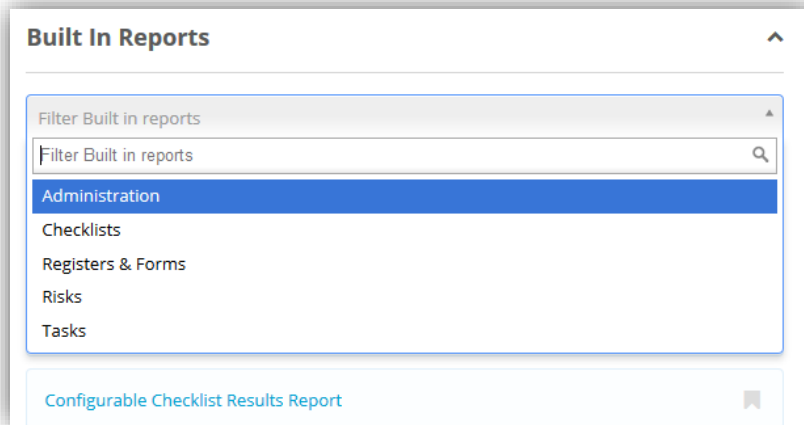 Built In Reports
Filter Built in reports
Filter Built in reports
Administration
Checklists
Registers & Forms
Risks
Tasks
Configurable Checklist Results Report